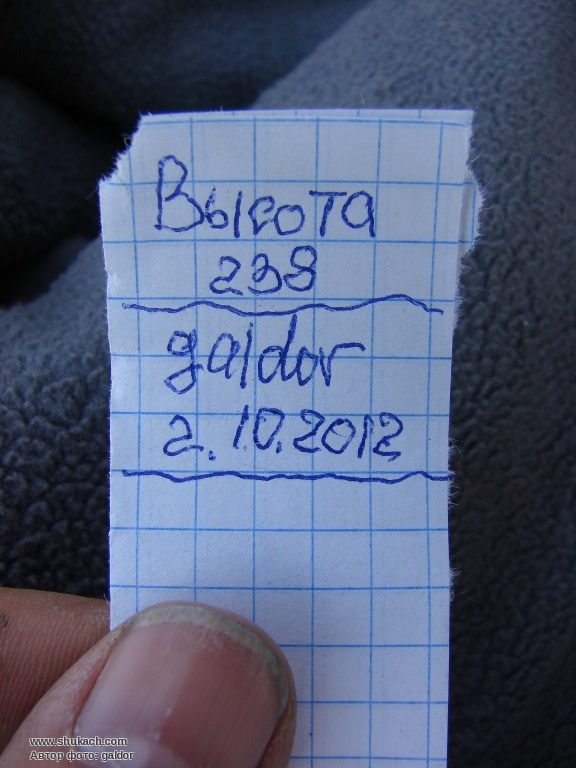 Высота
238
galdor
2.10.2012
www.shukach.com
Автор фото: galdor